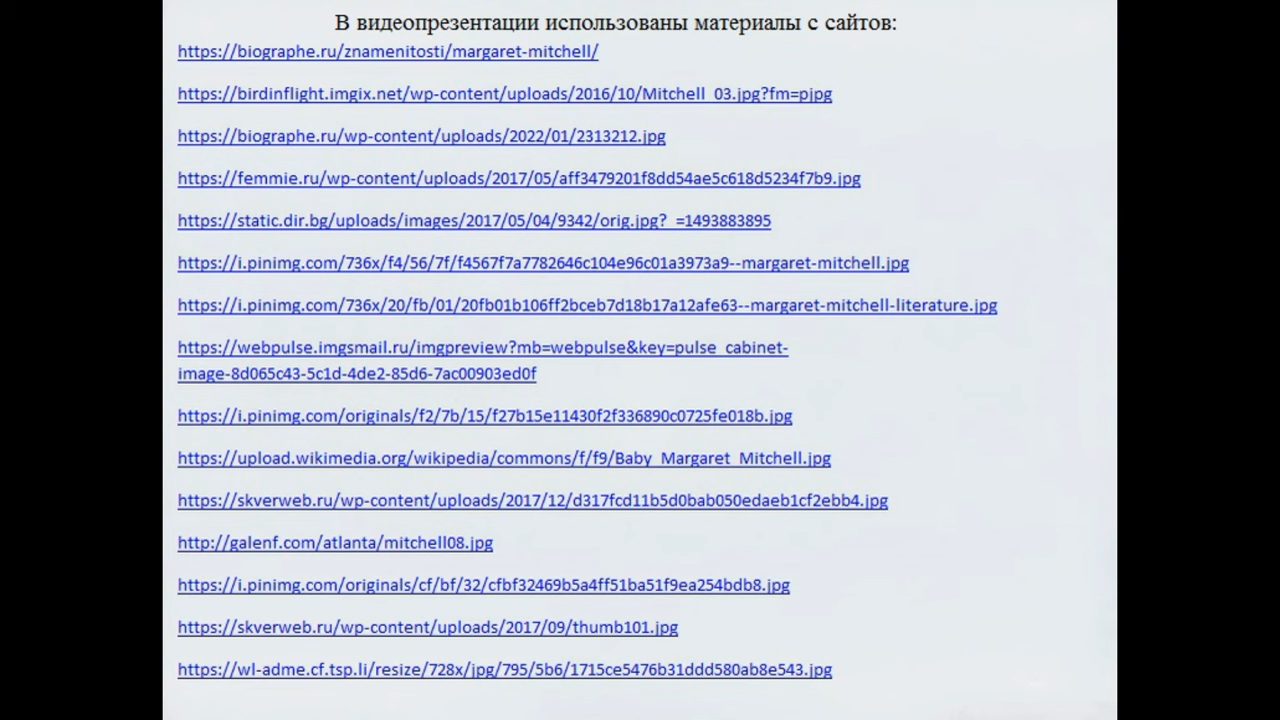 В видеопрезентации использованы материалы с сайтов:
https://biographe.ru/znamenitosti/margaret-mitchell/
https://birdinflight.imgix.net/wp-content/uploads/2016/10/Mitchell_03.jpg?fm=pjpg
https://biographe.ru/wp-content/uploads/2022/01/2313212.jpg
https://femmie.ru/wp-content/uploads/2017/05/aff3479201f8dd54ae5c618d5234f7b9.jpg
https://static.dir.bg/uploads/images/2017/05/04/9342/orig.jpg?_=1493883895
https://i.pinimg.com/736x/f4/56/7f/f4567f7a7782646c104e96c01a3973a9--margaret-mitchell.jpg
https://i.pinimg.com/736x/20/fb/01/20fb01b106ff2bceb7d18b17a12afe63--margaret-mitchell-literature.jpg
https://webpulse.imgsmail.ru/imgpreview?mb=webpulse&key=pulse_cabinet-
image-8d065c43-5c1d-4de2-85d6-7ac00903ed0f
https://i.pinimg.com/originals/f2/7b/15/f27b15e11430f2f336890c0725fe018b.jpg
https://upload.wikimedia.org/wikipedia/commons/f/f9/Baby_Margaret_Mitchell.jpg
https://skverweb.ru/wp-content/uploads/2017/12/d317fcd11b5d0bab050edaeb1cf2ebb4.jpg
http://galenf.com/atlanta/mitchell08.jpg
https://i.pinimg.com/originals/cf/bf/32/cfbf32469b5a4ff51ba51f9ea254bdb8.jpg
https://skverweb.ru/wp-content/uploads/2017/09/thumb101.jpg
https://wl-adme.cf.tsp.li/resize/728x/jpg/795/5b6/1715ce5476b31ddd580ab8e543.jpg